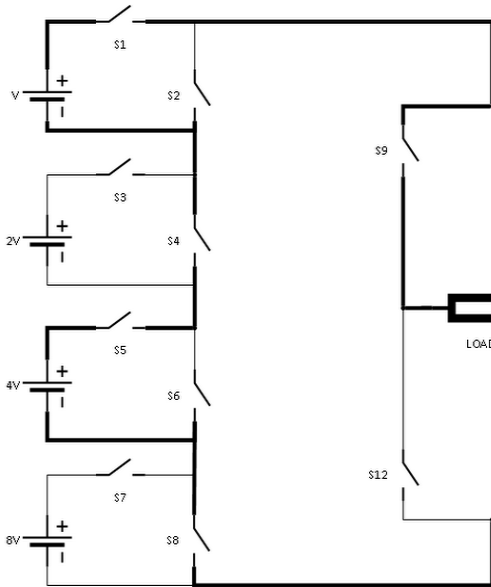 S1
+
V
S2
S9
+
S3
2V
S4
LOAD
+
S5
4V
S6
S12
+
S7
8V
S8